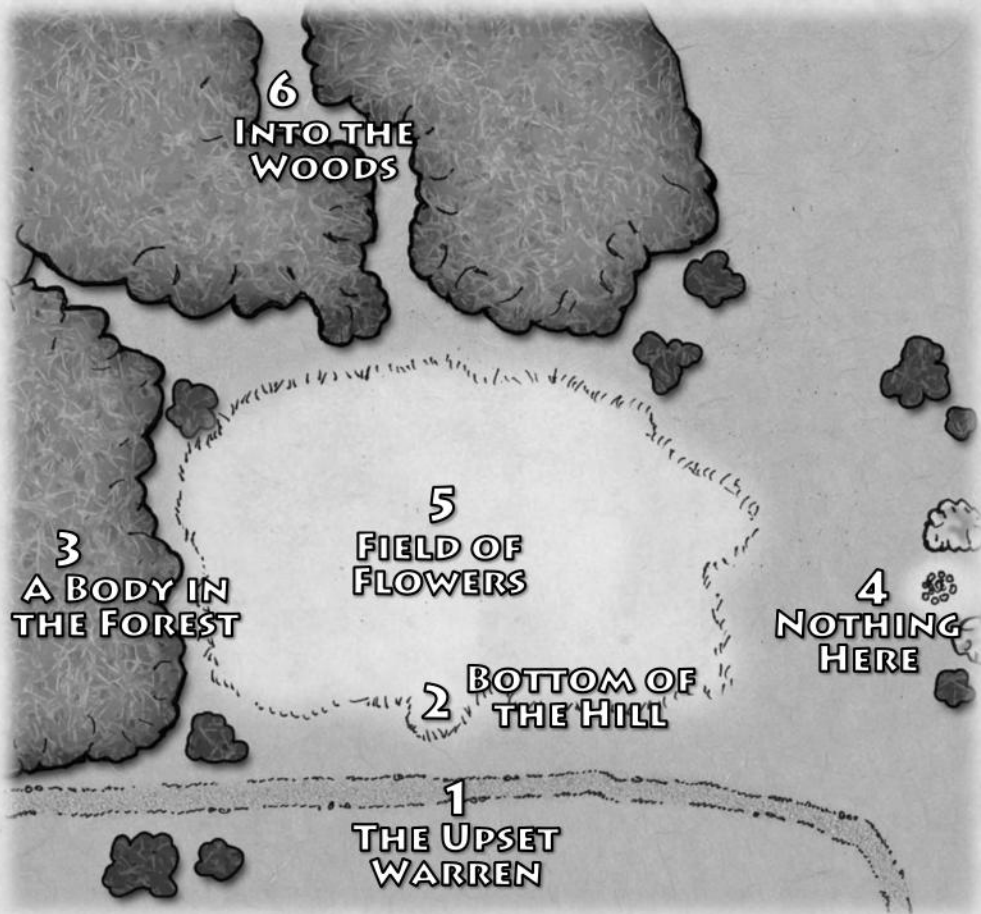 6
Into the
Woods
5
Field of
Flowers
3
A Body in
the Forest
4
Nothing
Here
2
Bottom of
the Hill
1
The Upset
Warren